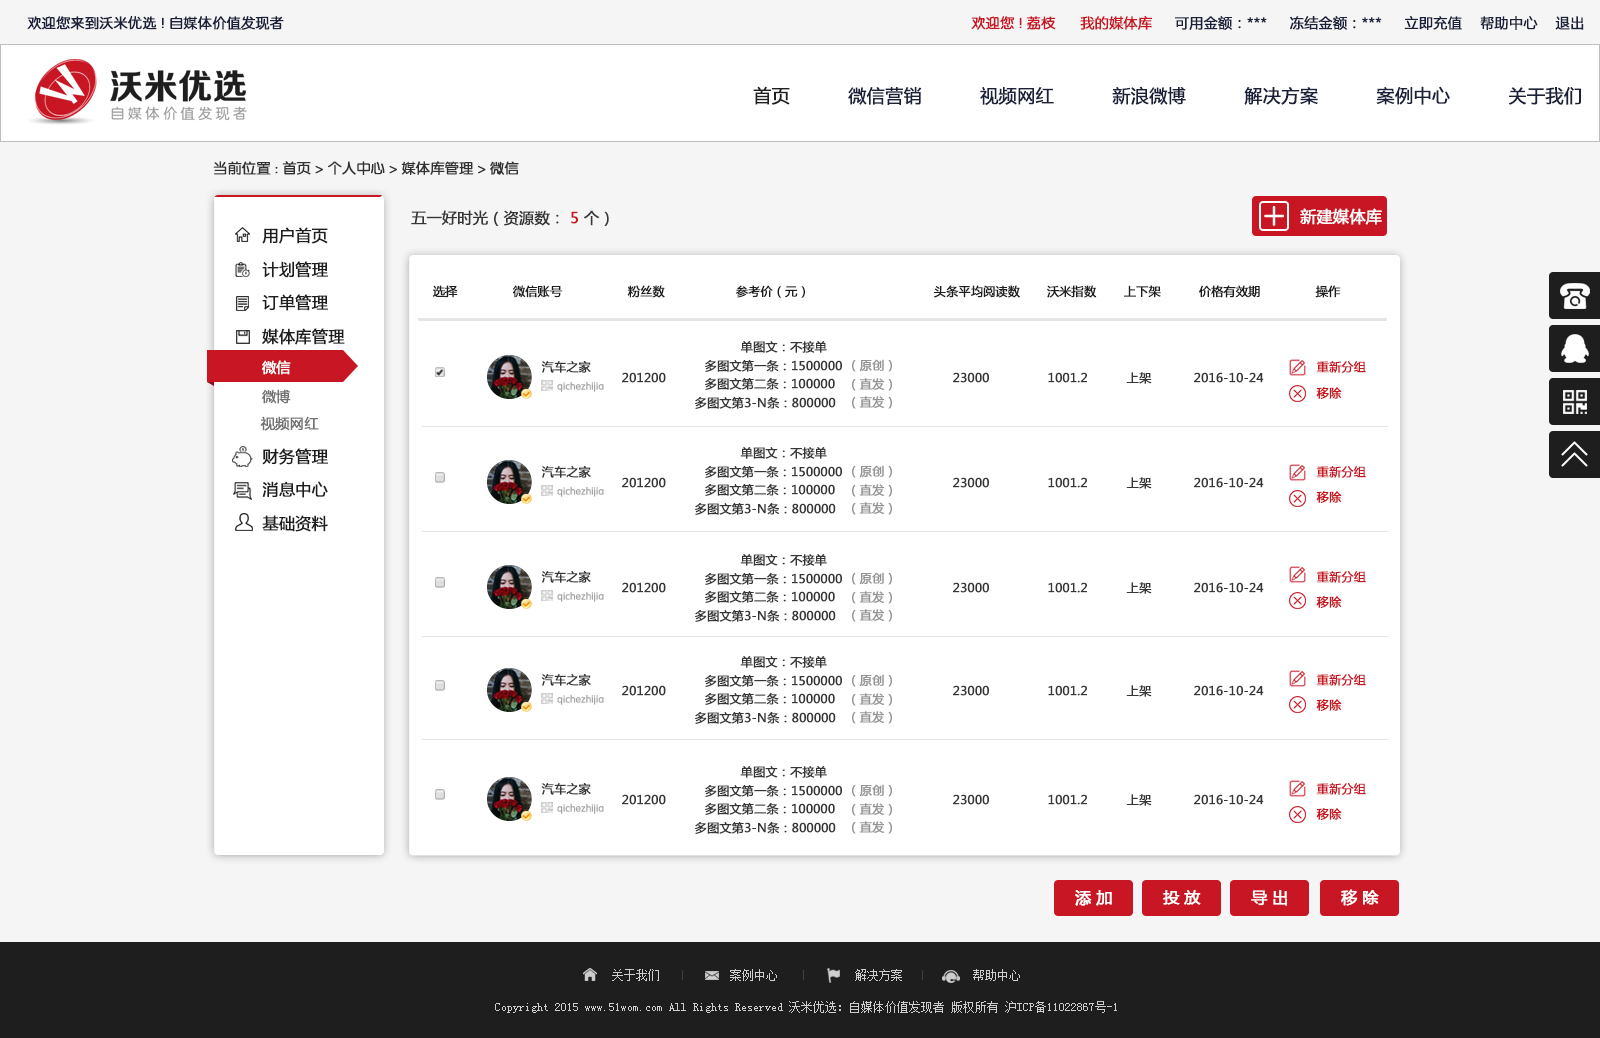 欢迎您来到沃米优选！自媒体价值发现者
欢迎您！荔枝 我的媒体库 可用金额：*** 冻结金额：*** 立即充值 帮助中心 退出
沃米优选
自媒体价值发现者
首页 微信营销 视频网红 新浪微博 解决方案 案例中心 关于我们
当前位置 : 首页 > 个人中心 > 媒体库管理 > 微信
用户首页
计划管理
订单管理
媒体库管理
微信
微博
视频网红
财务管理
消息中心
基础资料
五一好时光（资源数： 5 个）
新建媒体库
选择 微信账号 粉丝数 参考价（元） 头条平均阅读数 沃米指数 上下架 价格有效期 操作
汽车之家
qichezhijia
201200
单图文：不接单
多图文第一条：1500000（原创）
多图文第二条：100000（直发）
多图文第3-N条：800000（直发）
23000 1001.2 上架 2016-10-24
重新分组
移除
汽车之家
qichezhijia
201200
单图文：不接单
多图文第一条：1500000（原创）
多图文第二条：100000（直发）
多图文第3-N条：800000（直发）
23000 1001.2 上架 2016-10-24
重新分组
移除
汽车之家
qichezhijia
201200
单图文：不接单
多图文第一条：1500000（原创）
多图文第二条：100000（直发）
多图文第3-N条：800000（直发）
23000 1001.2 上架 2016-10-24
重新分组
移除
汽车之家
qichezhijia
201200
单图文：不接单
多图文第一条：1500000（原创）
多图文第二条：100000（直发）
多图文第3-N条：800000（直发）
23000 1001.2 上架 2016-10-24
重新分组
移除
汽车之家
qichezhijia
201200
单图文：不接单
多图文第一条：1500000（原创）
多图文第二条：100000（直发）
多图文第3-N条：800000（直发）
23000 1001.2 上架 2016-10-24
重新分组
移除
添加 投放 导出 移除
关于我们 案例中心 解决方案 帮助中心
Copyright 2015 www.51wom.com All Rights Reserved 沃米优选：自媒体价值发现者 版权所有 沪ICP备11022867号-1